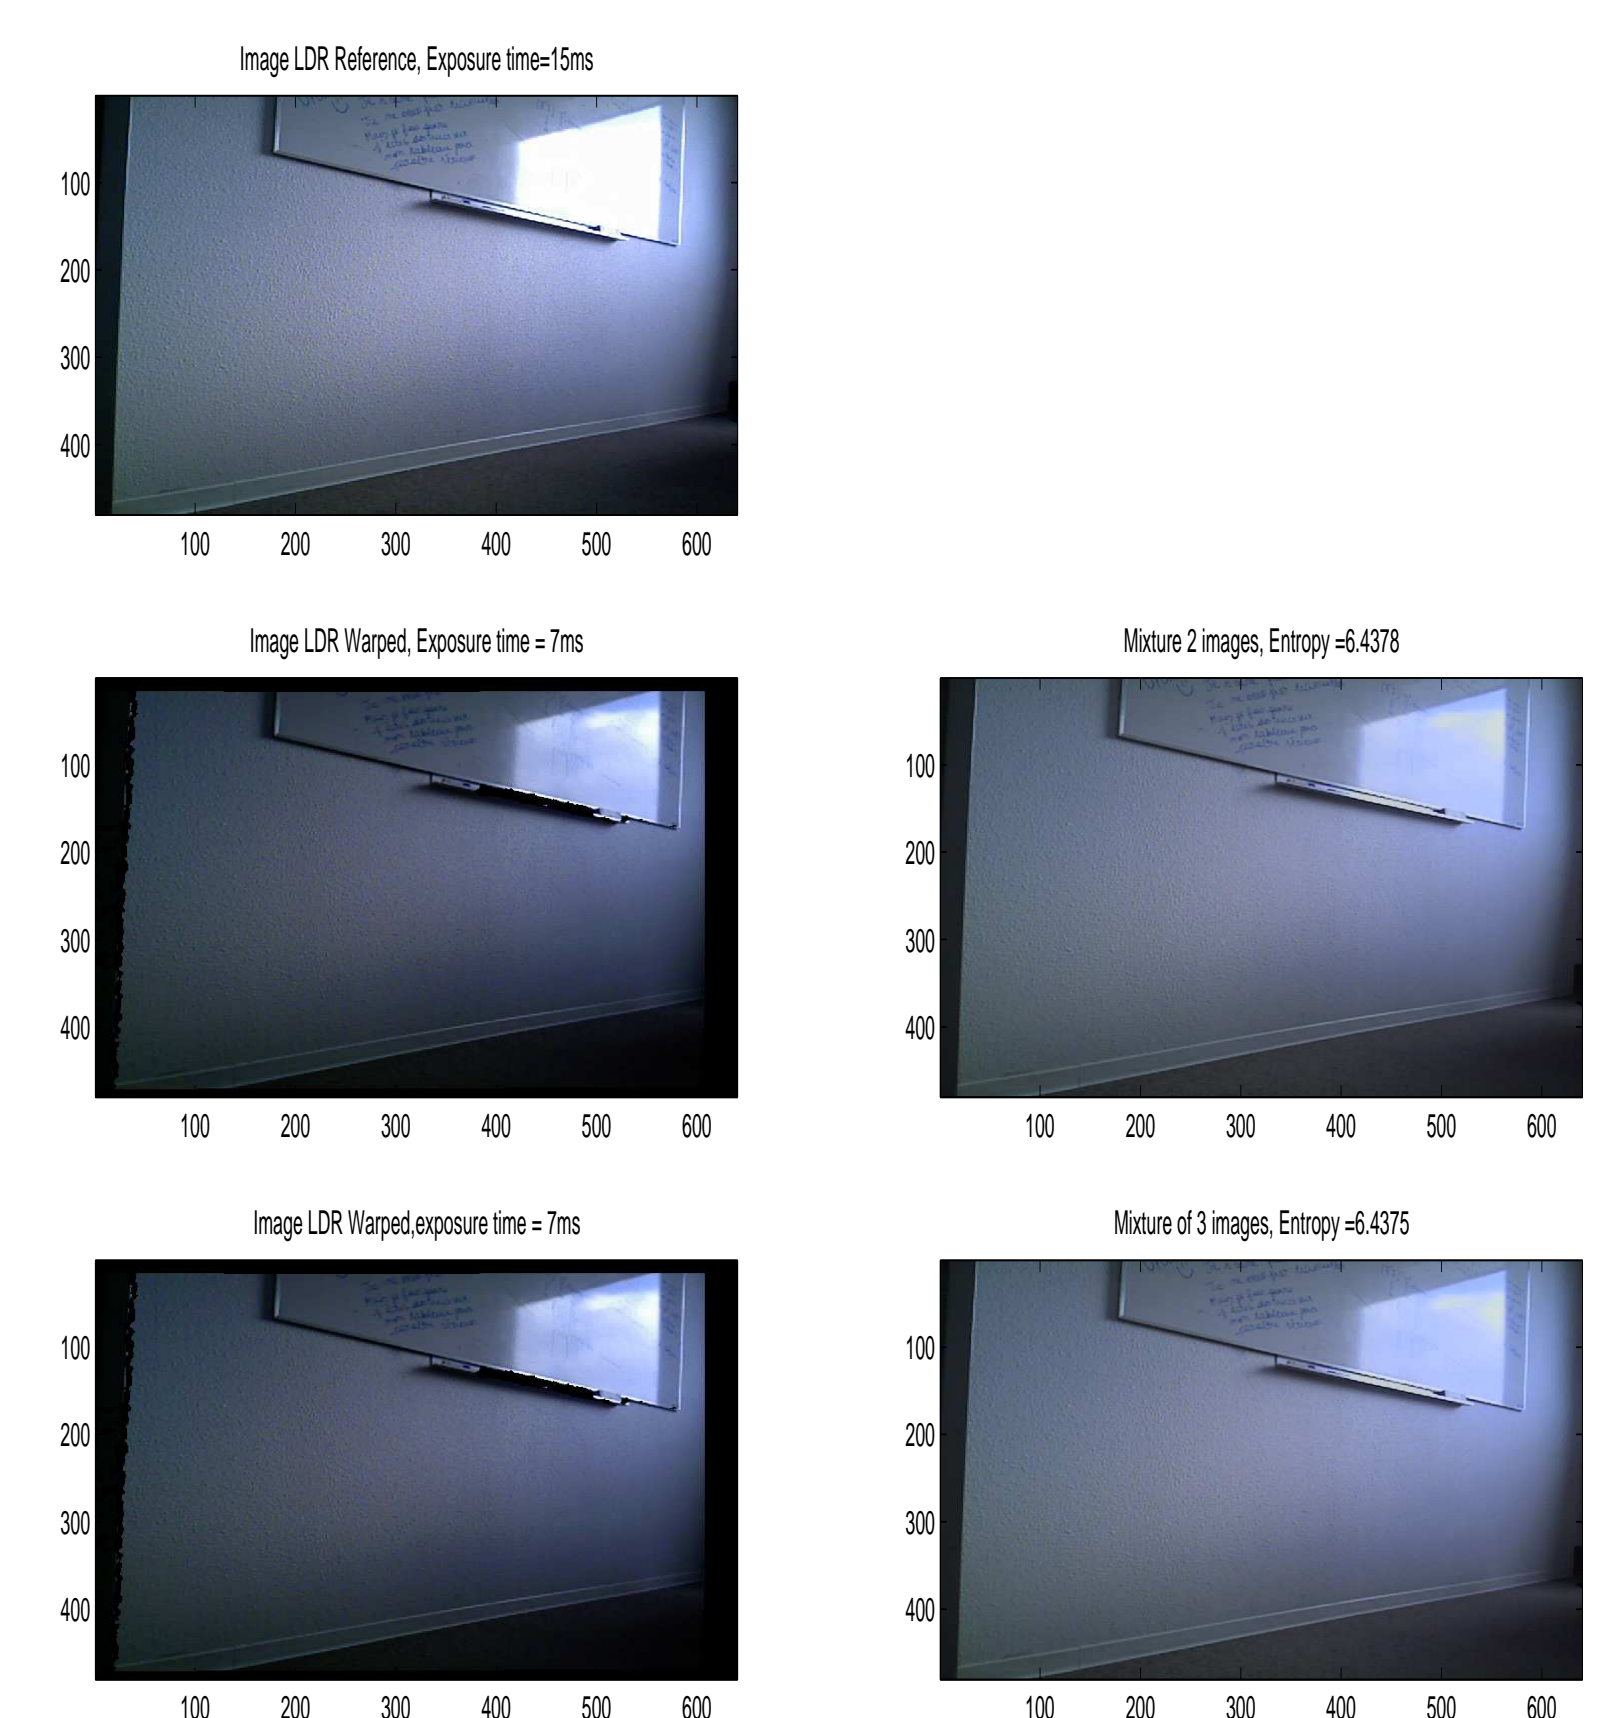 Image LDR Reference, Exposure time=15ms
100
200
300
400
100 200 300 400 500 600
Image LDR Warped, Exposure time = 7ms
100
200
300
400
100 200 300 400 500 600
Mixture 2 images, Entropy =6.4378
100
200
300
400
100 200 300 400 500 600
Image LDR Warped,exposure time = 7ms
100
200
300
400
100 200 300 400 500 600
Mixture of 3 images, Entropy =6.4375
100
200
300
400
100 200 300 400 500 600